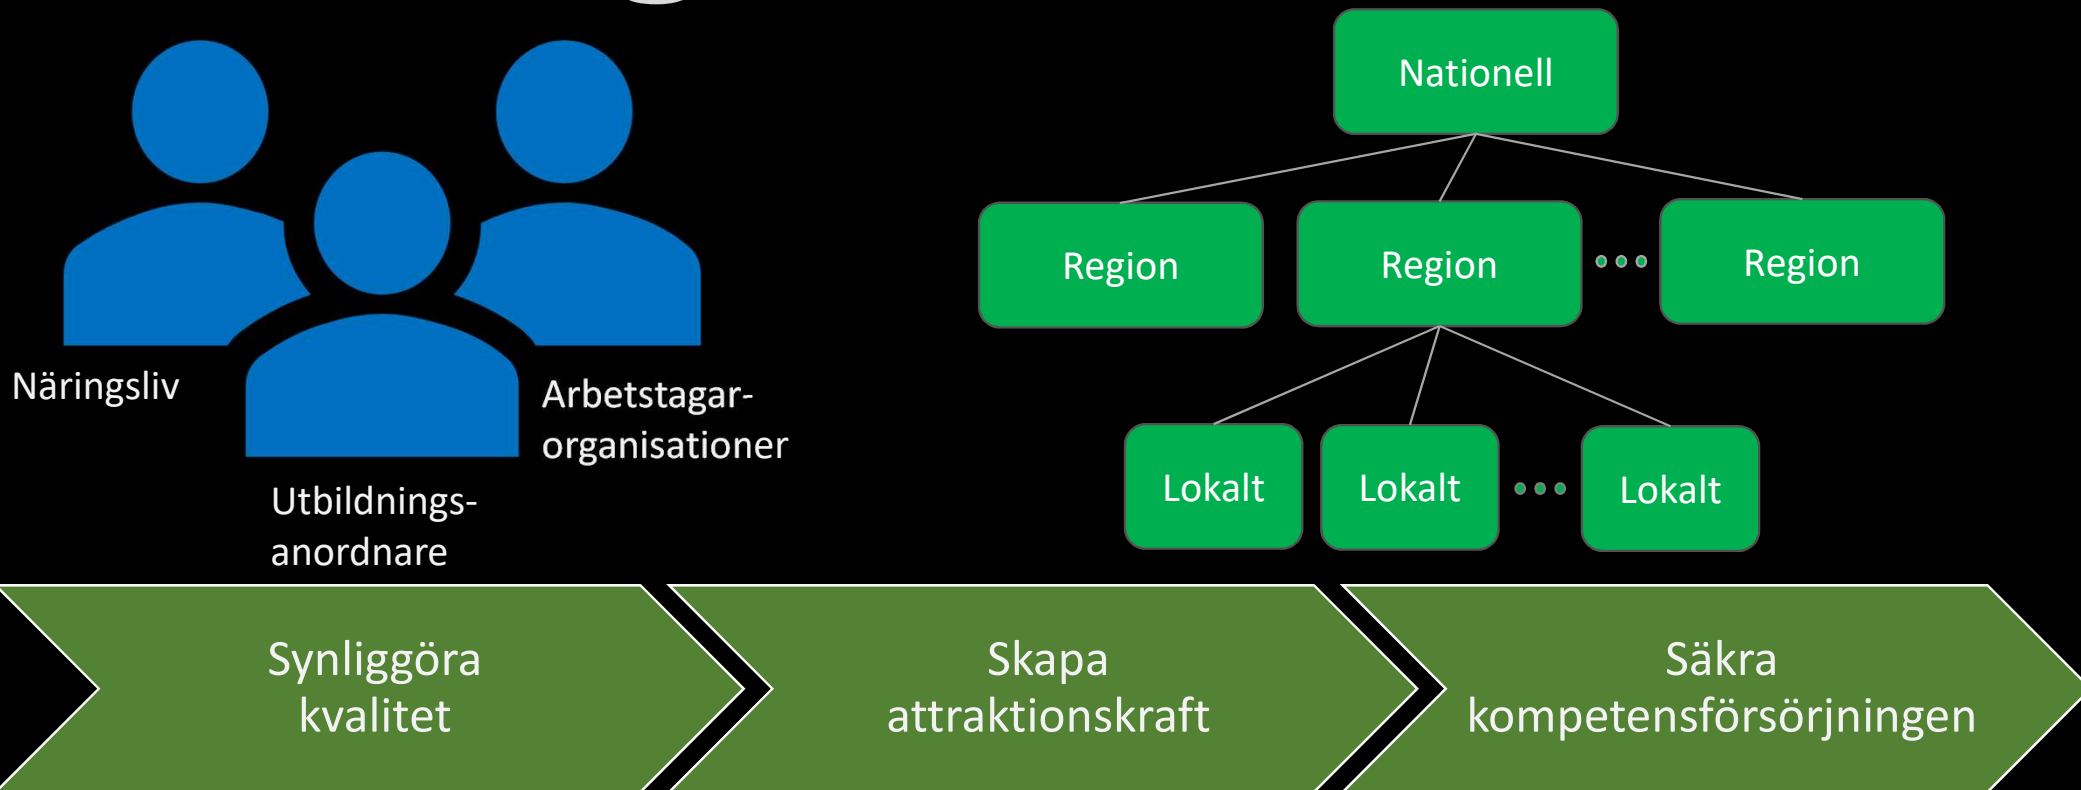 Näringsliv
Utbildnings-
anordnare
Arbetstagar-
organisationer
Nationell
Region
Region
Region
Lokalt
Lokalt
Lokalt
Synliggöra
kvalitet
Skapa
attraktionskraft
Säkra
kompetensförsörjningen